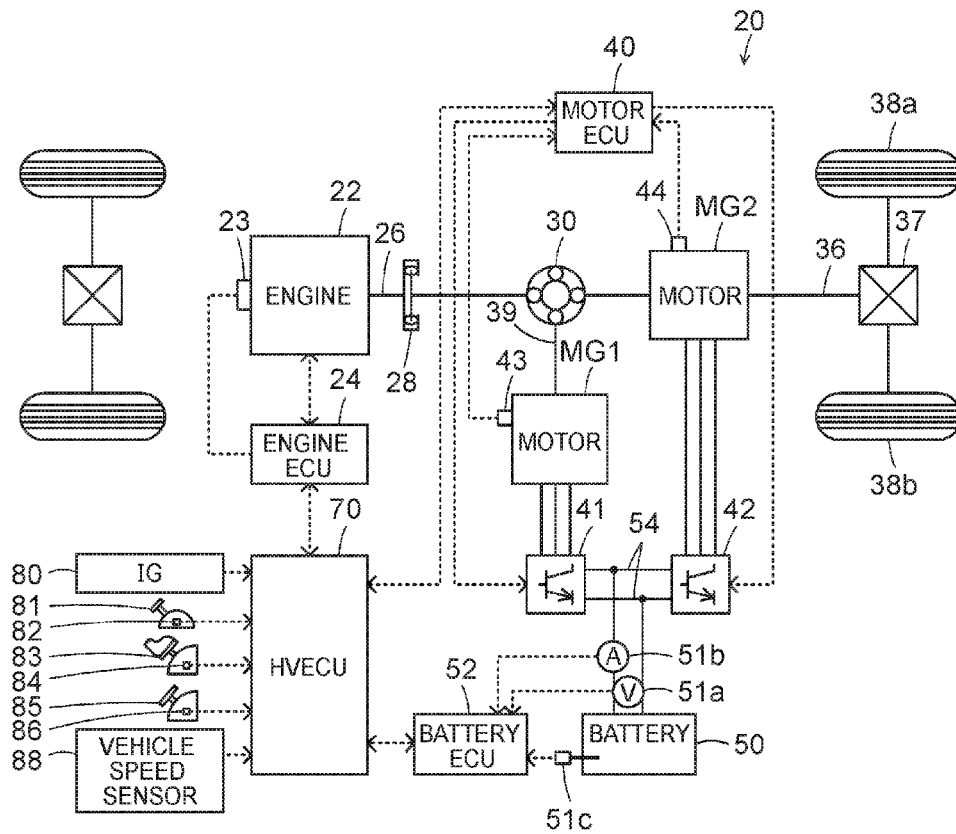 20
40
MOTOR
ECU
38a
22
23
26
30
44
MG2
37
36
ENGINE
MOTOR
39
MG1
28
43
24
ENGINE
ECU
MOTOR
38b
70
41
54
42
80
IG
81
82
83
84
85
86
88
HVECU
A
51b
52
V
51a
BATTERY
ECU
BATTERY
50
VEHICLE
SPEED
SENSOR
51c